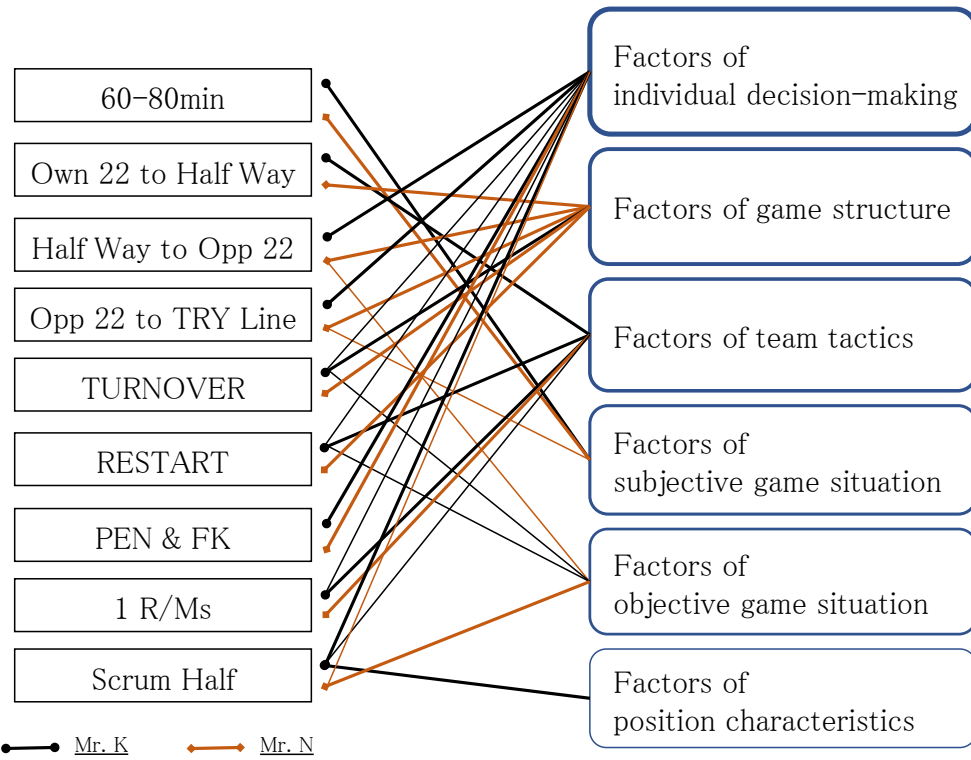 60-80min
Own 22 to Half Way
Half Way to Opp 22
Opp 22 to TRY Line
TURNOVER
RESTART
PEN & FK
1 R/Ms
Scrum Half
Mr. K
Mr. N
Factors of
individual decision-making
Factors of game structure
Factors of team tactics
Factors of
subjective game situation
Factors of
objective game situation
Factors of
position characteristics